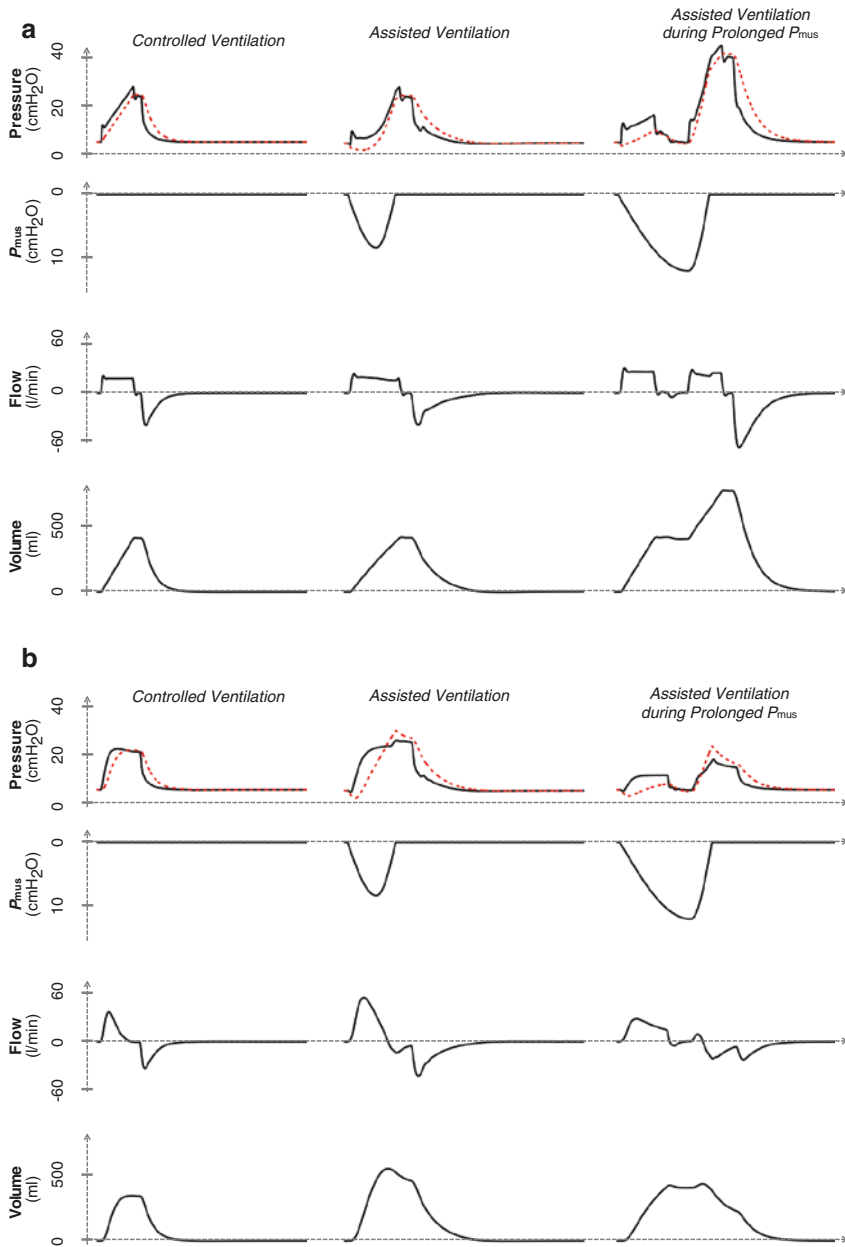 a
Controlled Ventilation
Assisted Ventilation
Assisted Ventilation
during Prolonged Pmus
Pressure
(cmH2O)
40
20
0
Pmus
(cmH2O)
0
10
Flow
(l/min)
60
0
-60
Volume
(ml)
500
0
b
Controlled Ventilation
Assisted Ventilation
Assisted Ventilation
during Prolonged Pmus
Pressure
(cmH2O)
40
20
0
Pmus
(cmH2O)
0
10
Flow
(l/min)
60
0
-60
Volume
(ml)
500
0